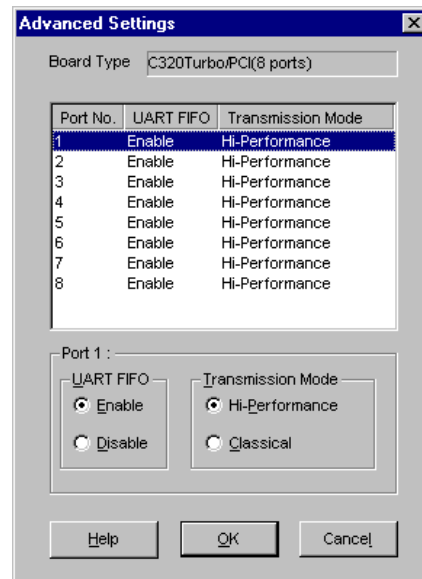 Advanced Settings
Board Type C320Turbo/PCI(8 ports)
Port No. UART FIFO Transmission Mode
1 Enable Hi-Performance
2 Enable Hi-Performance
3 Enable Hi-Performance
4 Enable Hi-Performance
5 Enable Hi-Performance
6 Enable Hi-Performance
7 Enable Hi-Performance
8 Enable Hi-Performance
Port 1 :
UART FIFO Transmission Mode
Enable Hi-Performance
Disable Classical
Help OK Cancel